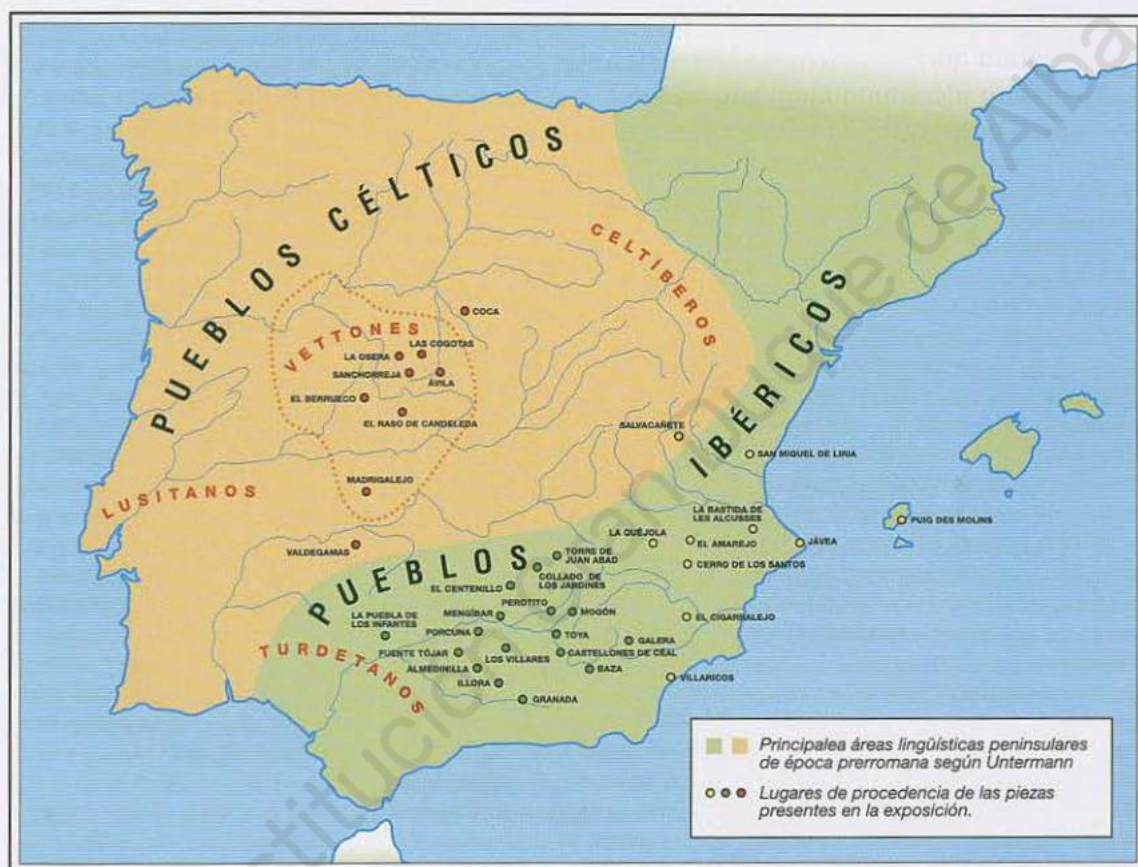 PUEBLOS CÉLTICOS
CELTÍBEROS
COCA
VETTONES
LAS COGOTAS
LA OSERA
SANCHORREJA
ÁVILA
EL BERRUECO
EL RASO DE CANDELEDA
MADRIGALEJO
LUSITANOS
VALDEGAMAS
PUEBLOS IBÉRICOS
SALVACAÑETE
SAN MIGUEL DE LIRIA
LA BASTIDA DE
LES ALCUSSES
PUIG DES MOLINS
LA QUÉJOLA
EL AMAREJO
JÁVEA
TORRE DE
JUAN ABAD
CERRO DE LOS SANTOS
COLLADO DE
LOS JARDINES
EL CENTENILLO
PEROTITO
MENGÍBAR
MOGÓN
EL CIGARRALEJO
LA PUEBLA DE
LOS INFANTES
PORCUNA
TOYA
GALERA
TURDETANOS
FUENTE TÓJAR
LOS VILLARES
CASTELLONES DE CÉAL
ALMEDINILLA
BAZA
VILLARICOS
ILLORA
GRANADA
Principalea áreas lingüísticas peninsulares
de época prerromana según Untermann
Lugares de procedencia de las piezas
presentes en la exposición.